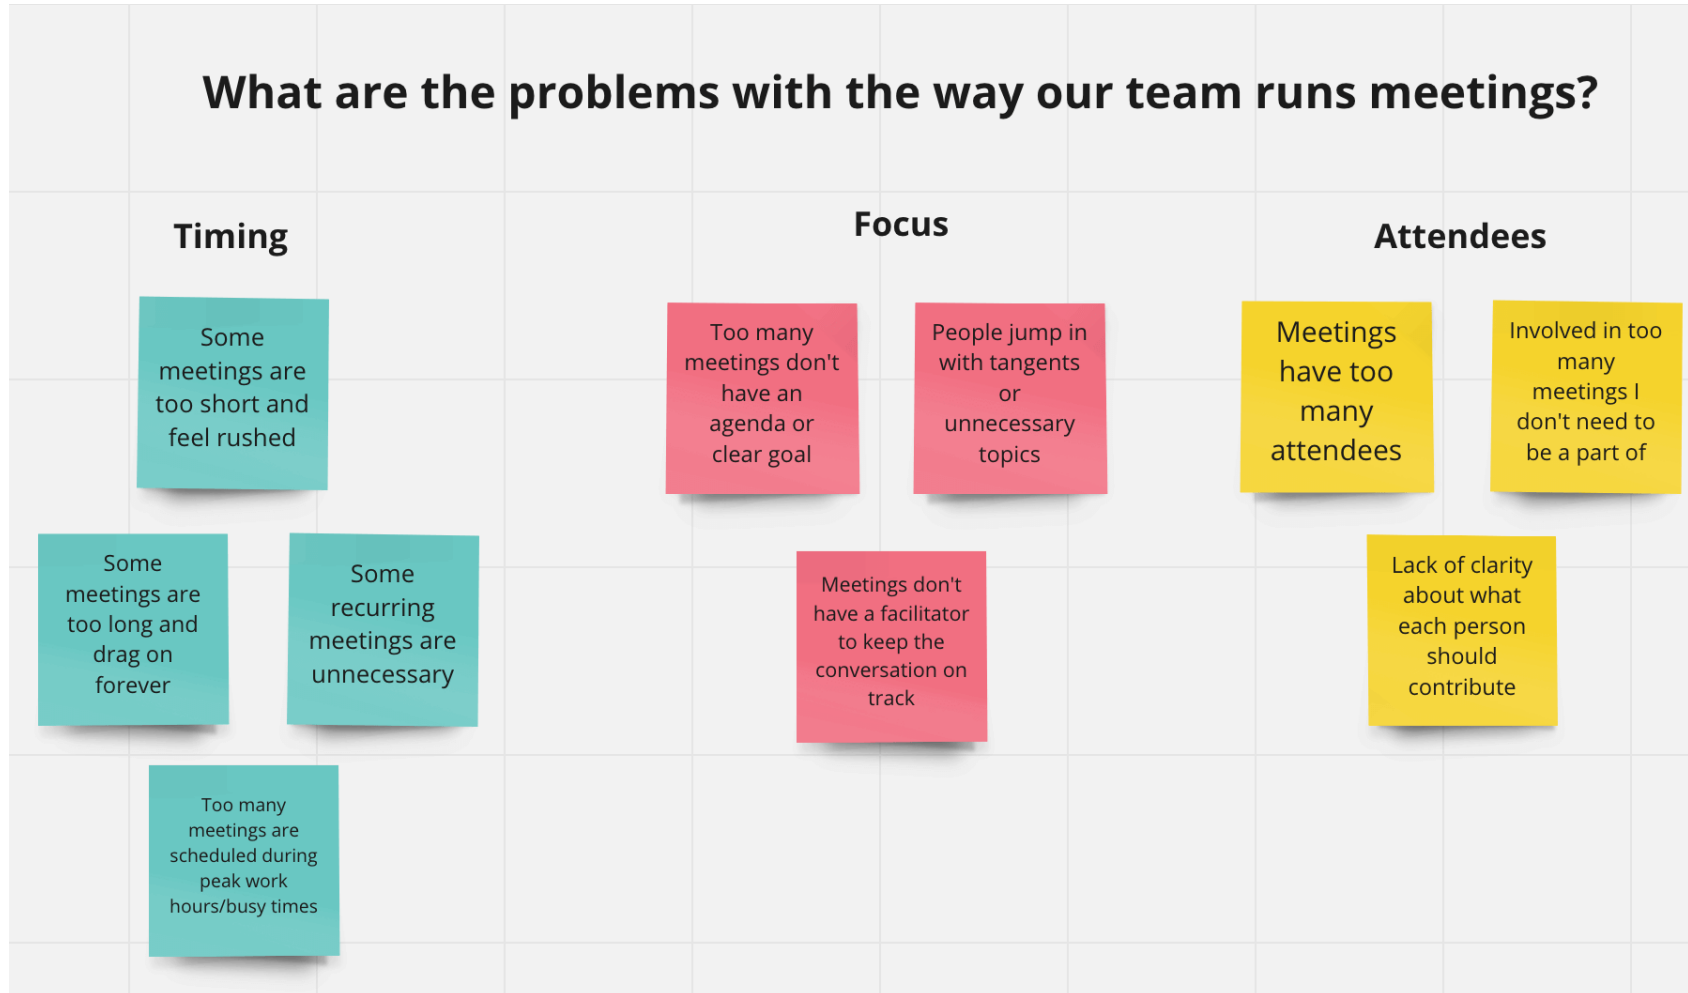 What are the problems with the way our team runs meetings?
Timing
Some
meetings are
too short and
feel rushed
Some
meetings are
too long and
drag on
forever
Some
recurring
meetings are
unnecessary
Too many
meetings are
scheduled during
peak work
hours/busy times
Focus
Too many
meetings don't
have an
agenda or
clear goal
People jump in
with tangents
or
unnecessary
topics
Meetings don't
have a facilitator
to keep the
conversation on
track
Attendees
Meetings
have too
many
attendees
Involved in too
many
meetings I
don't need to
be a part of
Lack of clarity
about what
each person
should
contribute